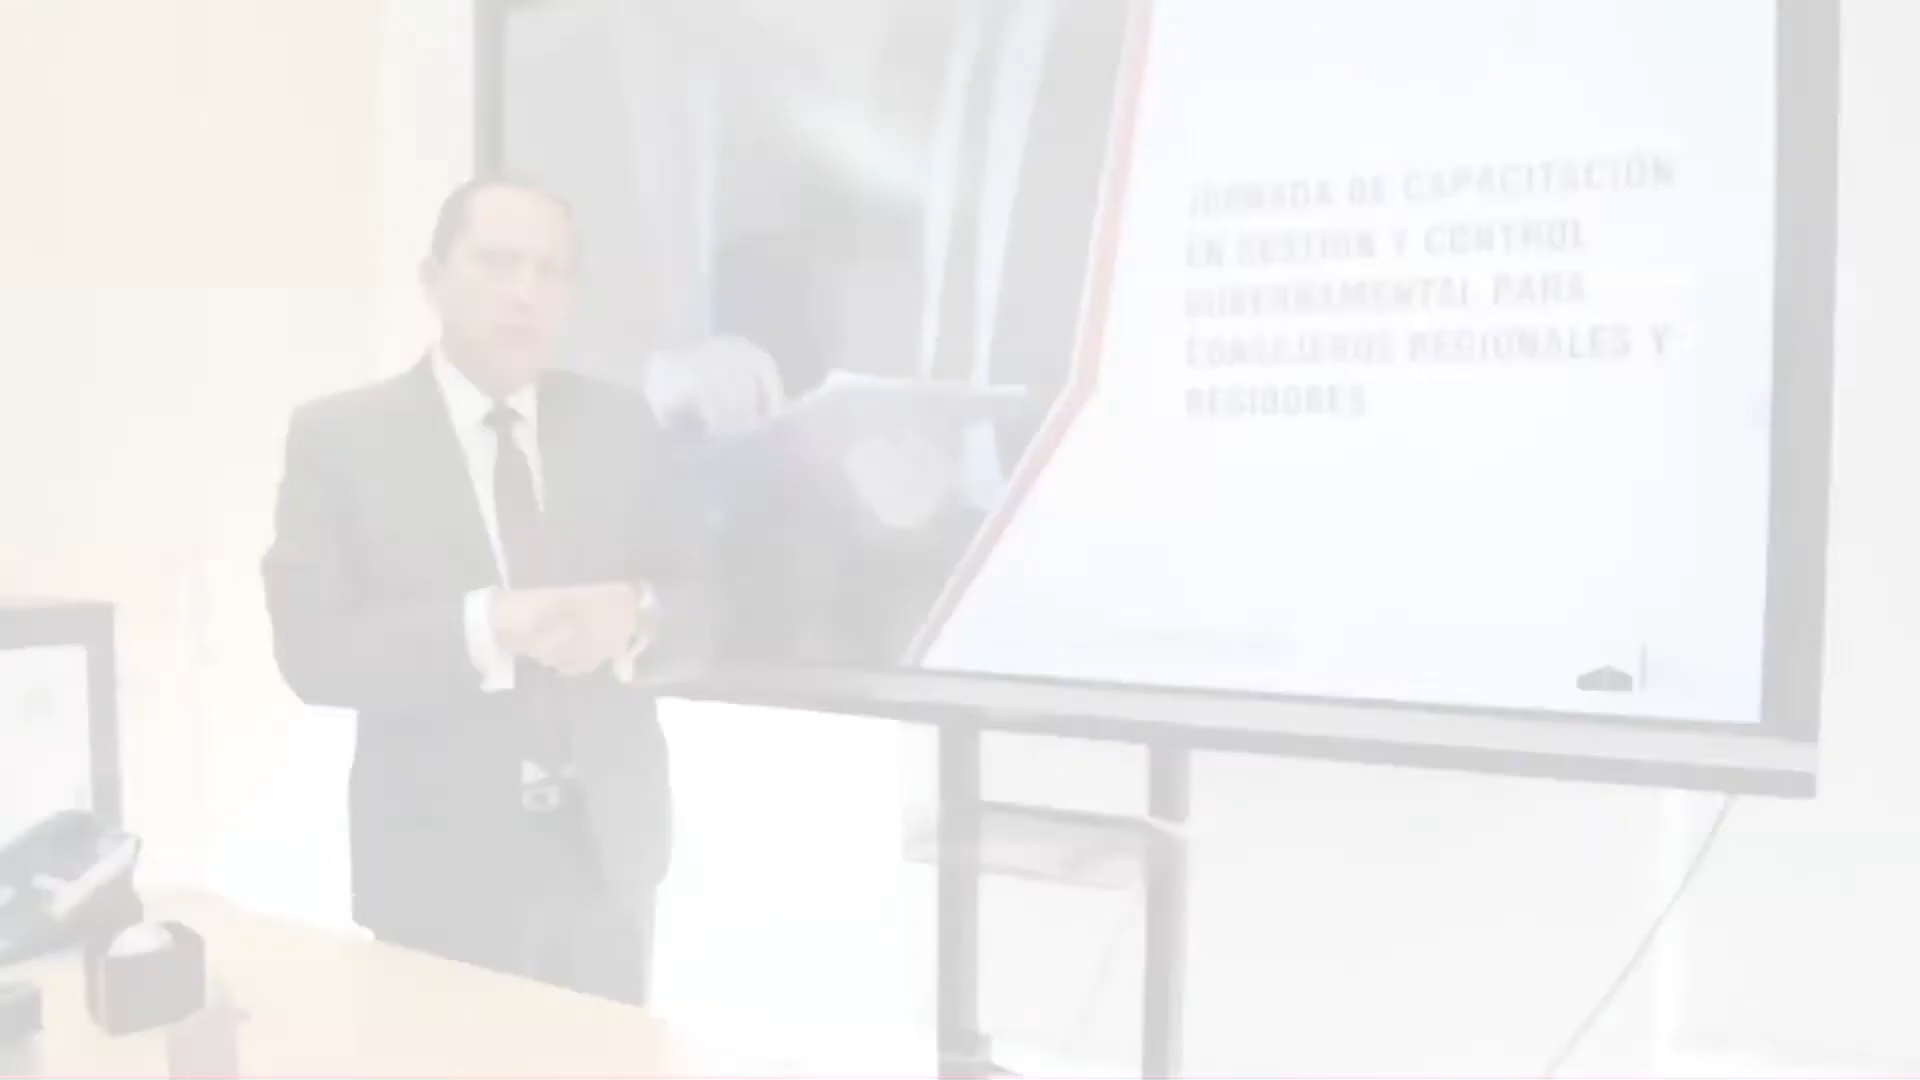 JORNADA DE CAPACITACIÓN
EN GESTIÓN Y CONTROL
GUBERNAMENTAL PARA
CONSEJEROS REGIONALES Y
REGIDORES